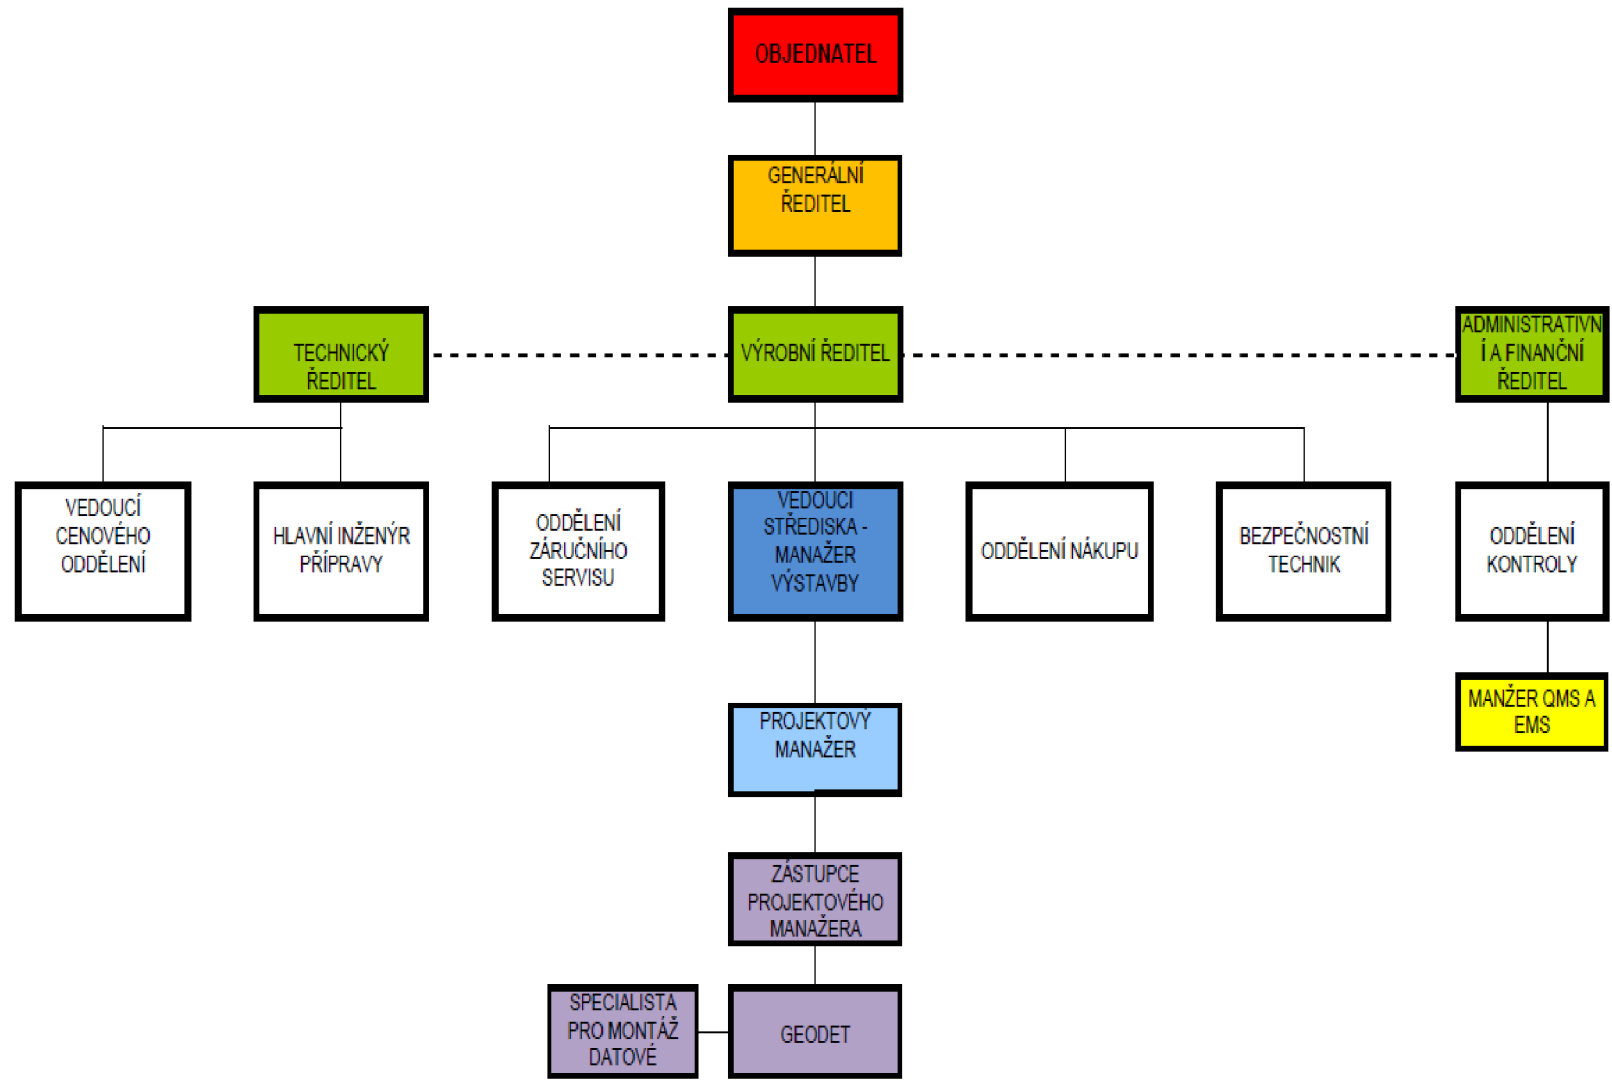 OBJEDNATEL
GENERÁLNÍ
ŘEDITEL
TECHNICKÝ
ŘEDITEL
VÝROBNÍ ŘEDITEL
ADMINISTRATIVN
Í A FINANČNÍ
ŘEDITEL
VEDOUCÍ
CENOVÉHO
ODDĚLENÍ
HLAVNÍ INŽENÝR
PŘÍPRAVY
ODDĚLENÍ
ZÁRUČNÍHO
SERVISU
VEDOUCI
STŘEDISKA -
MANAŽER
VÝSTAVBY
ODDĚLENÍ NÁKUPU
BEZPEČNOSTNÍ
TECHNIK
ODDĚLENÍ
KONTROLY
MANŽER QMS A
EMS
PROJEKTOVÝ
MANAŽER
ZÁSTUPCE
PROJEKTOVÉHO
MANAŽERA
SPECIALISTA
PRO MONTÁŽ
DATOVÉ
GEODET